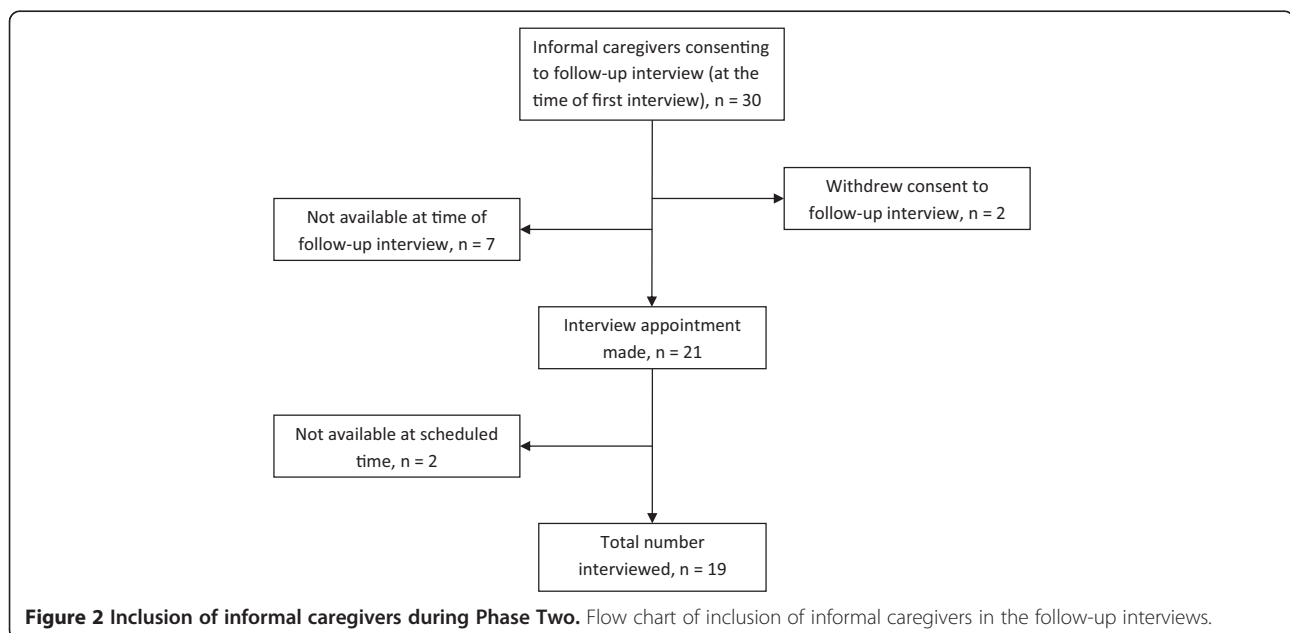 Informal caregivers consenting
to follow-up interview (at the
time of first interview), n = 30
Withdrew consent to
follow-up interview, n = 2
Not available at time of
follow-up interview, n = 7
Interview appointment
made, n = 21
Not available at scheduled
time, n = 2
Total number
interviewed, n = 19
Figure 2 Inclusion of informal caregivers during Phase Two. Flow chart of inclusion of informal caregivers in the follow-up interviews.